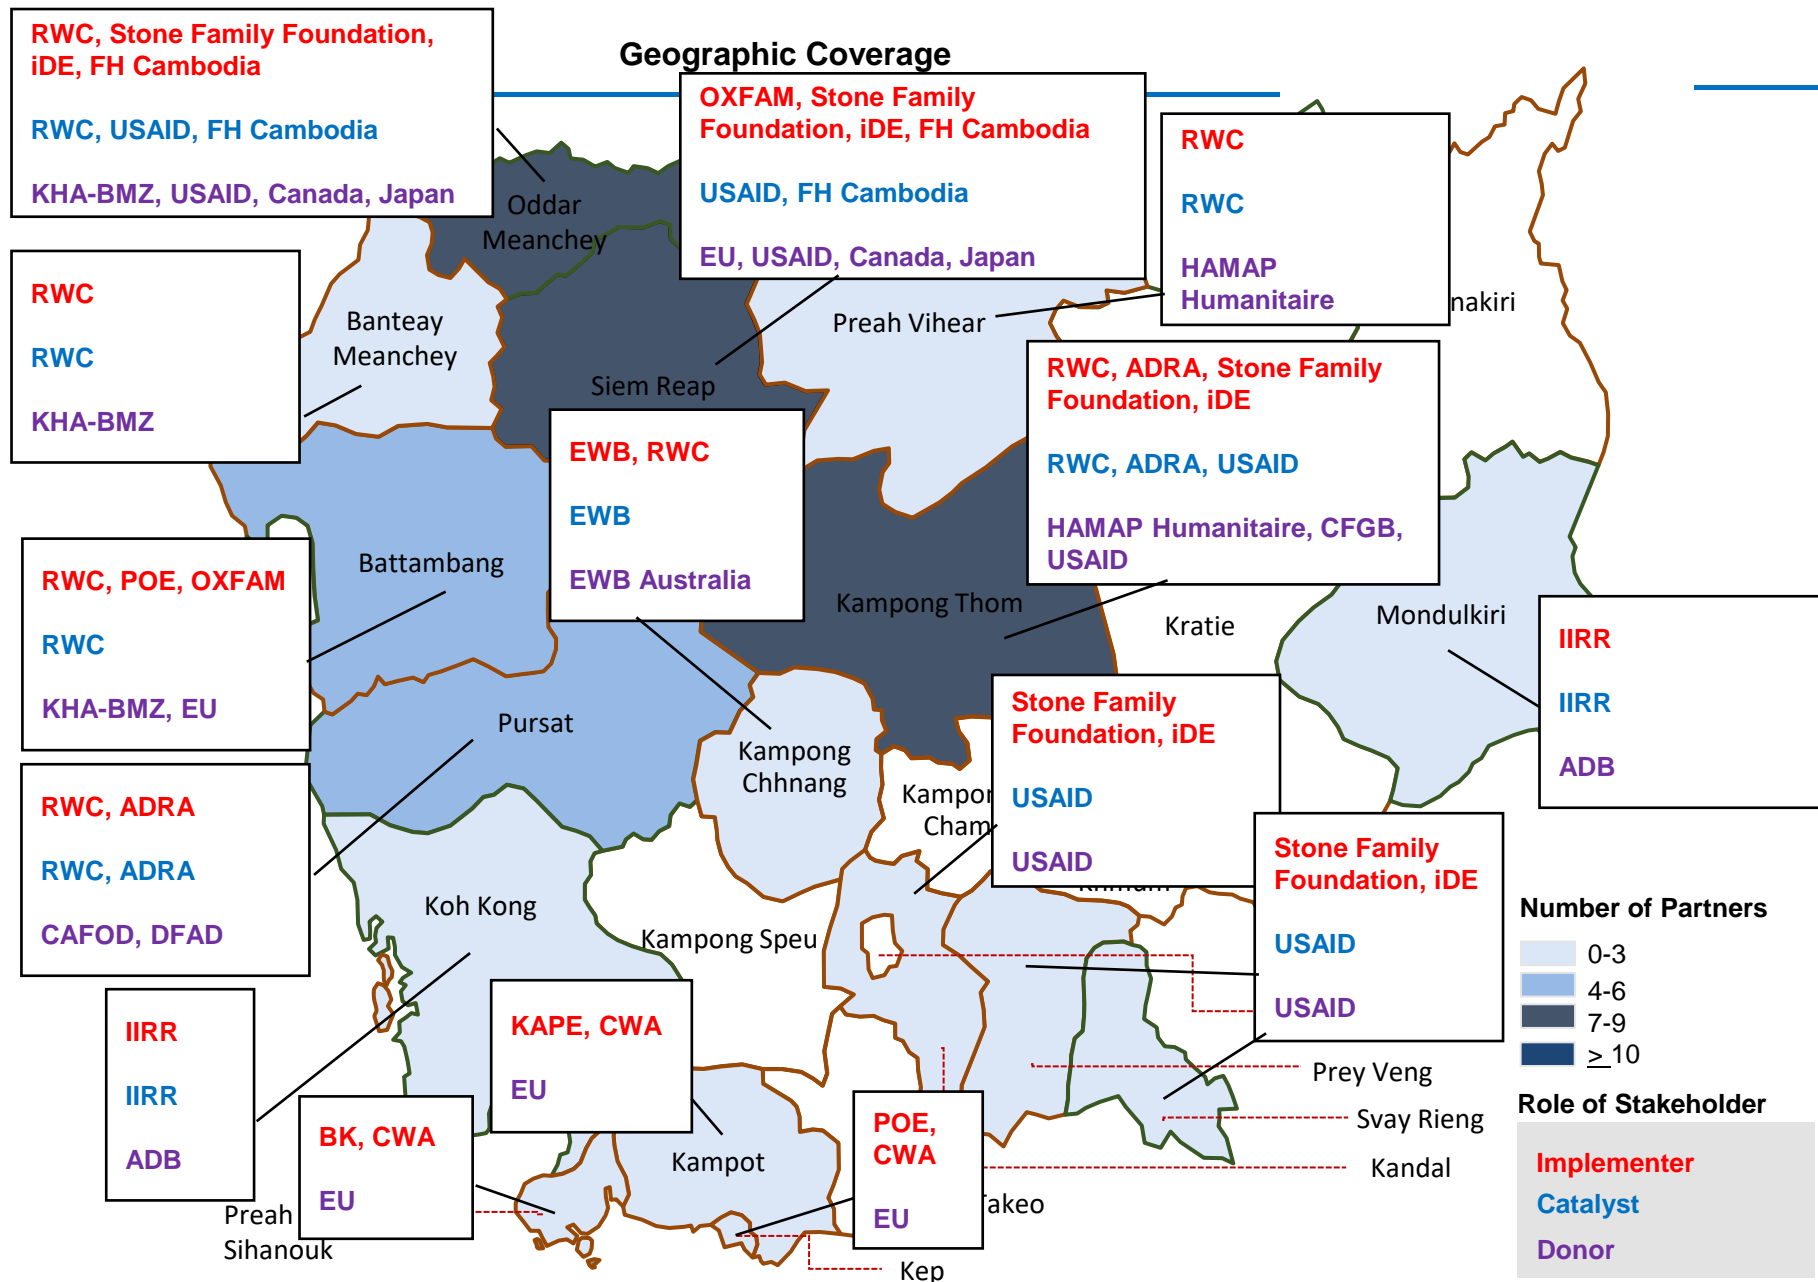 Geographic Coverage
RWC, Stone Family Foundation,
iDE, FH Cambodia
RWC, USAID, FH Cambodia
KHA-BMZ, USAID, Canada, Japan
OXFAM, Stone Family
Foundation, iDE, FH Cambodia
USAID, FH Cambodia
EU, USAID, Canada, Japan
RWC
RWC
HAMAP
Humanitaire
Oddar
Meanchey
RWC
RWC
KHA-BMZ
Banteay
Meanchey
Preah Vihear
nakiri
Siem Reap
RWC, ADRA, Stone Family
Foundation, iDE
RWC, ADRA, USAID
HAMAP Humanitaire, CFGB,
USAID
EWB, RWC
EWB
EWB Australia
Battambang
RWC, POE, OXFAM
RWC
KHA-BMZ, EU
Kampong Thom
Kratie
Mondulkiri
IIRR
IIRR
ADB
Pursat
Kampong
Chhnang
Stone Family
Foundation, iDE
USAID
USAID
Kampon
Cham
RWC, ADRA
RWC, ADRA
CAFOD, DFAD
Stone Family
Foundation, iDE
USAID
USAID
Koh Kong
Kampong Speu
Number of Partners
0-3
4-6
7-9
≥ 10
IIRR
IIRR
ADB
KAPE, CWA
EU
Prey Veng
Svay Rieng
Kandal
BK, CWA
EU
Kampot
POE,
CWA
EU
akeo
Preah
Sihanouk
Kep
Role of Stakeholder
Implementer
Catalyst
Donor